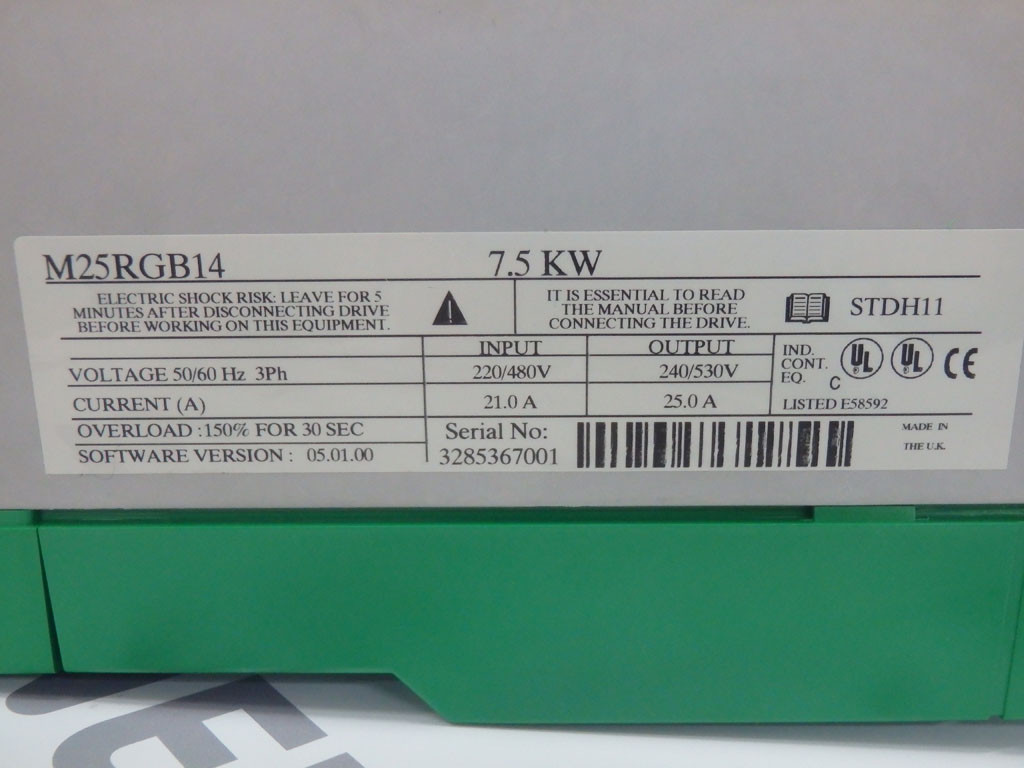 M25RGB14 7.5 KW
ELECTRIC SHOCK RISK: LEAVE FOR 5
MINUTES AFTER DISCONNECTING DRIVE
BEFORE WORKING ON THIS EQUIPMENT.
IT IS ESSENTIAL TO READ
THE MANUAL BEFORE
CONNECTING THE DRIVE.
STDH11
INPUT OUTPUT
VOLTAGE 50/60 Hz 3Ph 220/480V 240/530V
CURRENT (A) 21.0 A 25.0 A
IND.
CONT.
EQ.
C UL UL CE
LISTED E58592
OVERLOAD :150% FOR 30 SEC
SOFTWARE VERSION : 05.01.00
Serial No:
3285367001
MADE IN
THE U.K.